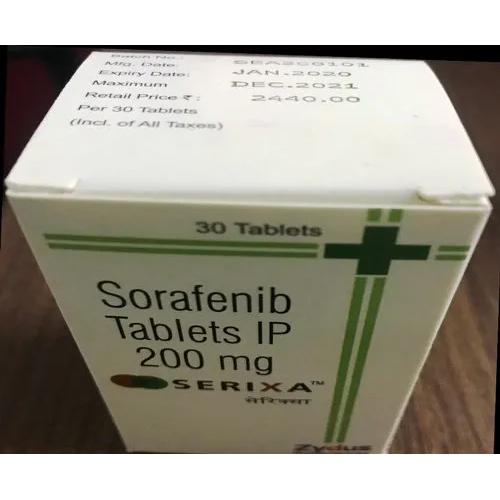 Batch No.: SEA2C0101
Mfg. Date: JAN.2020
Expiry Date: DEC.2021
Maximum
Retail Price ₹: 2440.00
Per 30 Tablets
(Incl. of All Taxes)
30 Tablets
Sorafenib
Tablets IP
200 mg
SERIXA™
सेरिक्सा
Zydus